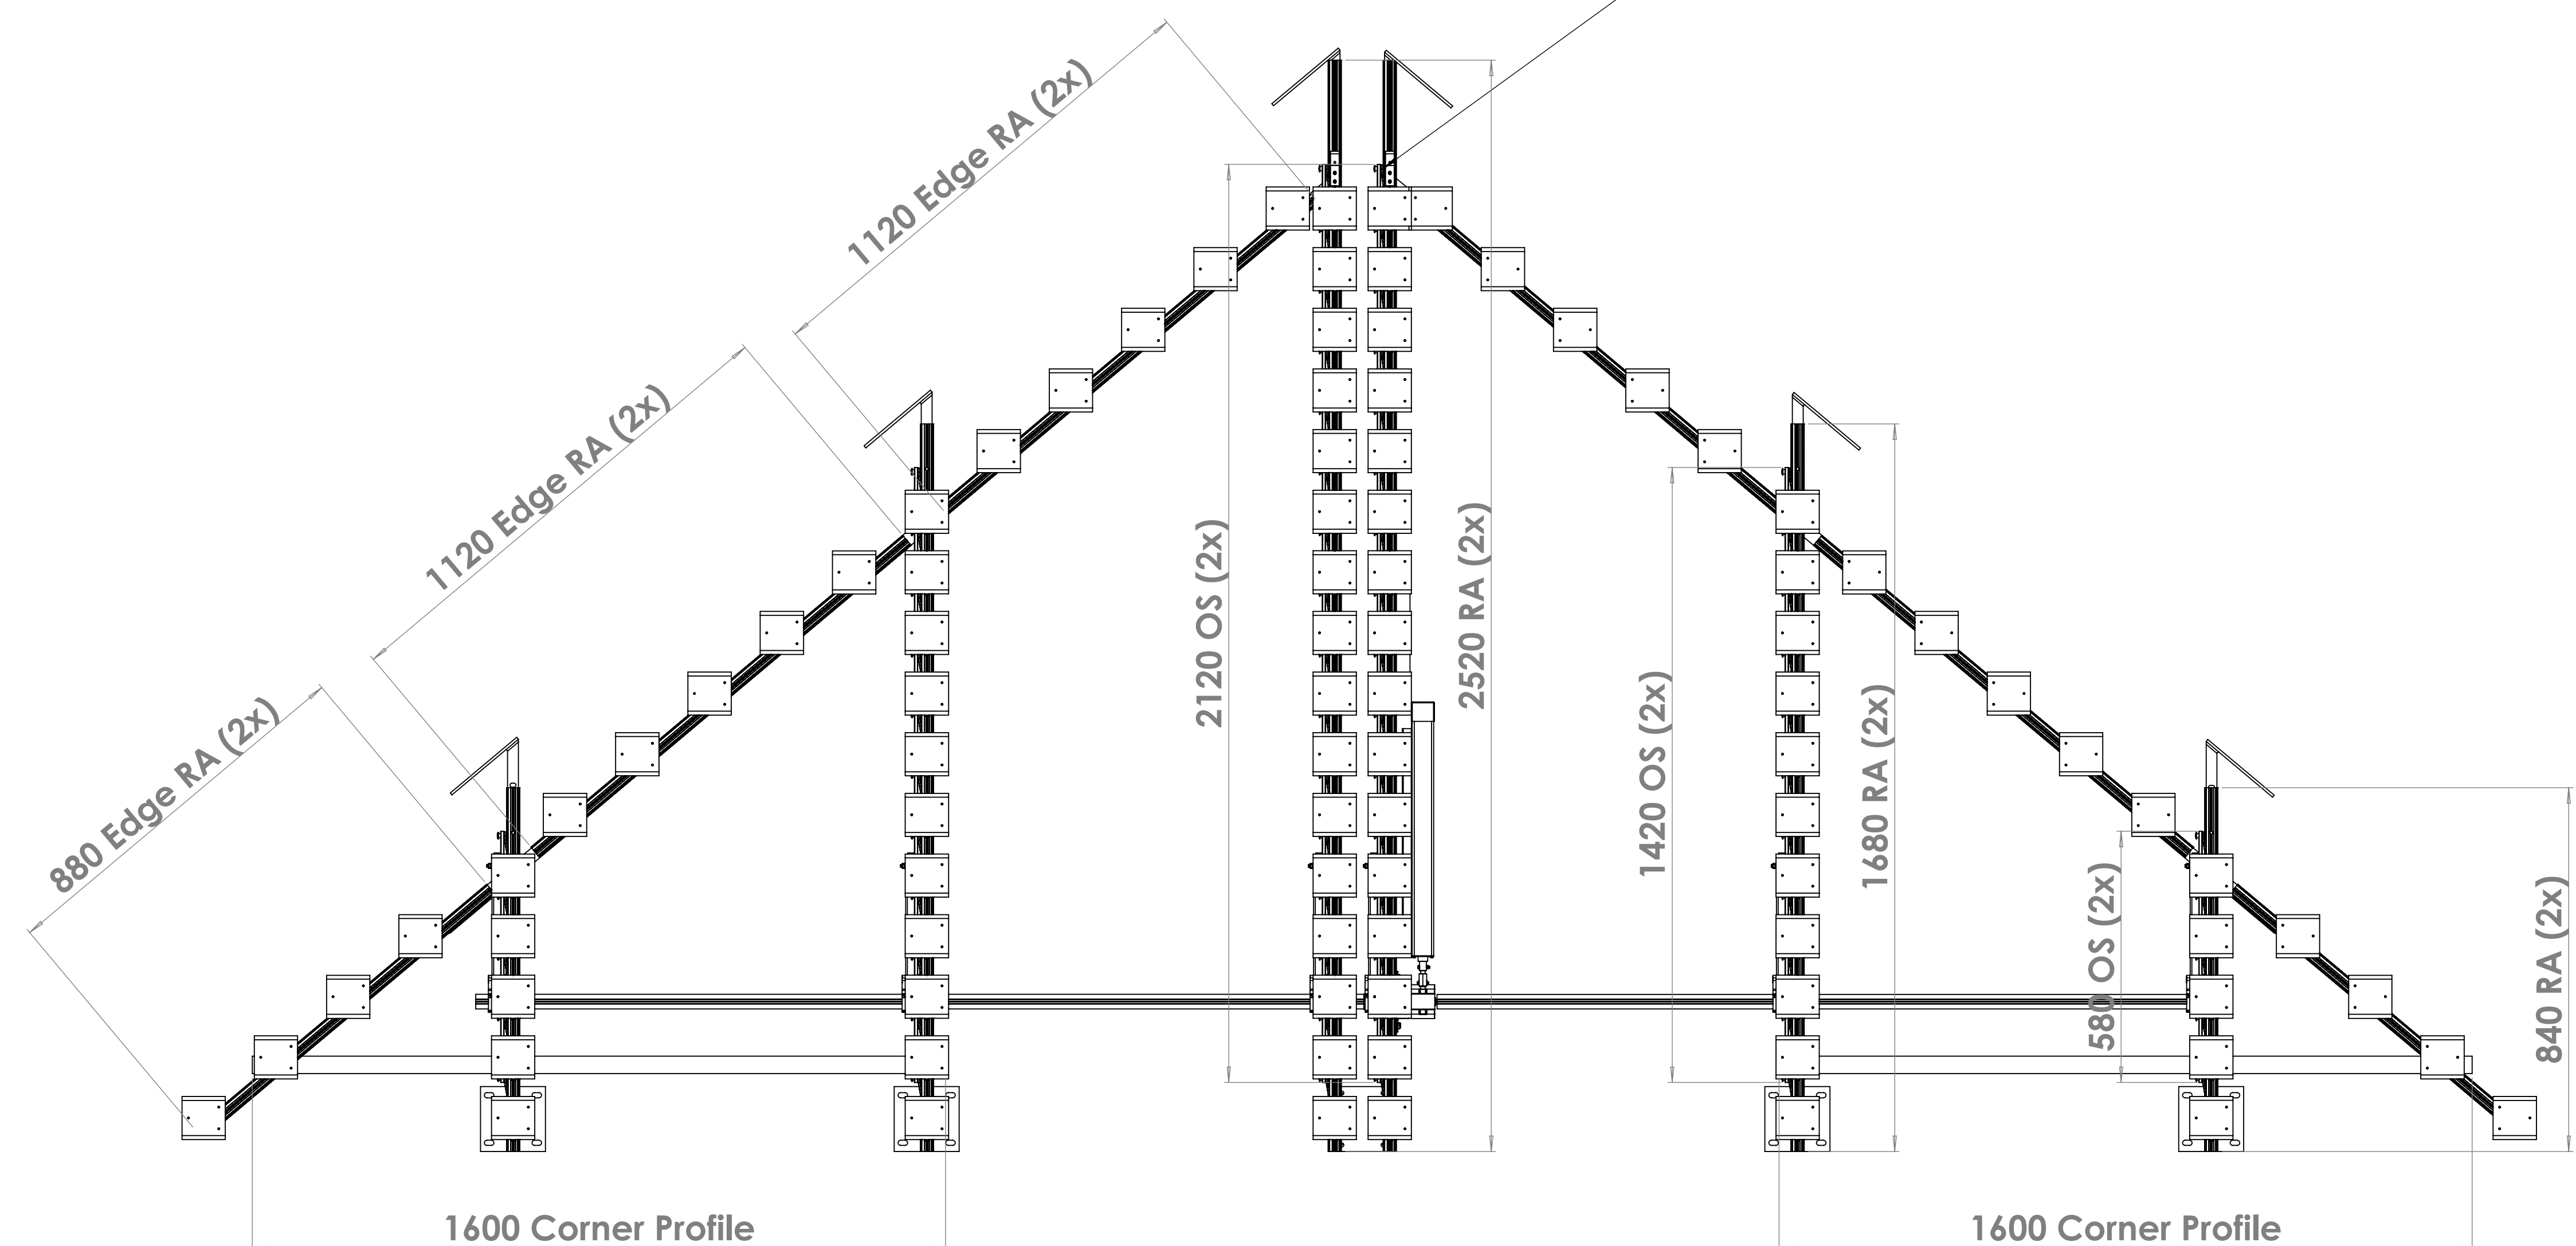 1120 Edge RA (2x)
1120 Edge RA (2x)
880 Edge RA (2x)
2120 OS (2x)
2520 RA (2x)
1420 OS (2x)
1680 RA (2x)
580 OS (2x)
840 RA (2x)
1600 Corner Profile
1600 Corner Profile